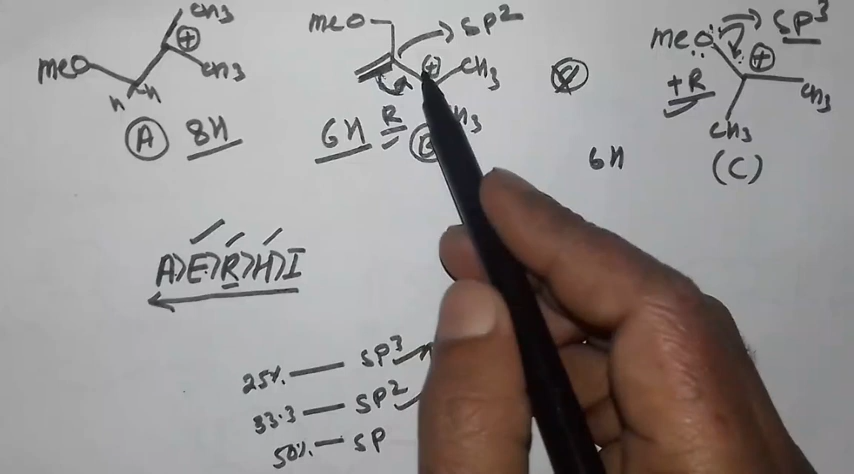 CH3
⊕
meO
CH3
H H
A 8H
meO
SP²
⊕
CH3
6H R
H3
meO
SP³
⊕
+R
CH3
CH3
6H
(C)
A>E>R>H>I
25%. — SP³
33.3 — SP²
50%. — SP